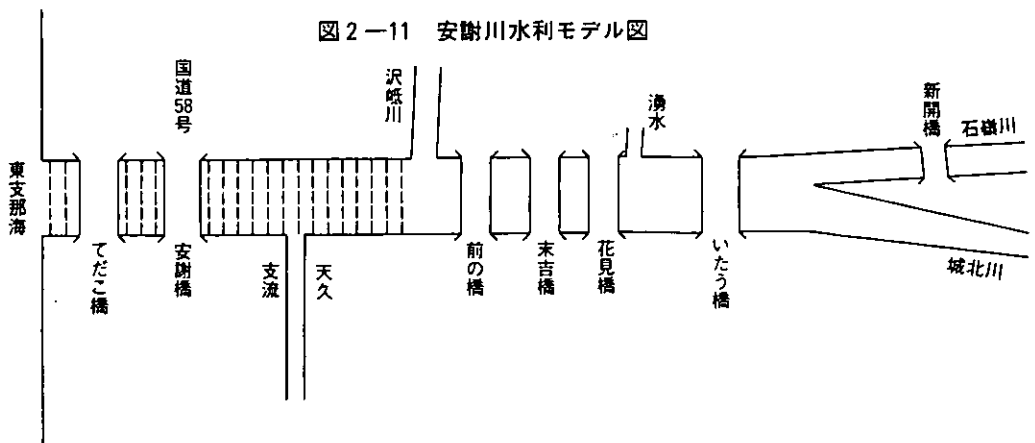 図2—11 安謝川水利モデル図
東支那海
国道58号
てだこ橋
安謝橋
支流
天久
沢岻川
前の橋
末吉橋
花見橋
湧水
いたう橋
新開橋
石嶺川
城北川